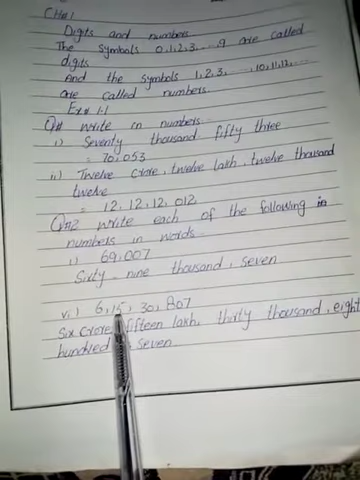 CH#1
Digits and numbers
The symbols 0,1,2,3....,9 are called
digits
And the symbols 1,2,3,....,10,11,12,....
are called numbers.
Ex# 1.1
Q#1 Write in numbers
i) Seventy thousand fifty three
= 70,053
ii) Twelve crore, twelve lakh, twelve thousand
twelve
= 12, 12, 12, 012
Q#2 Write each of the following in
numbers in words.
i) 69,007
Sixty-nine thousand, seven
vi) 6,15, 30, 807
Six crore, fifteen lakh, thirty thousand, eight
hundred seven